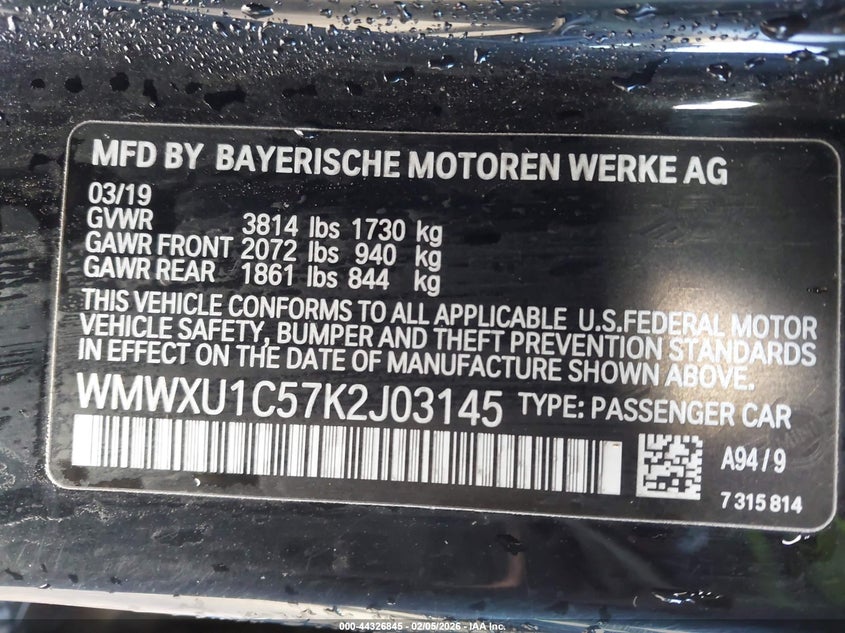 MFD BY BAYERISCHE MOTOREN WERKE AG
03/19
GVWR 3814 lbs 1730 kg
GAWR FRONT 2072 lbs 940 kg
GAWR REAR 1861 lbs 844 kg
THIS VEHICLE CONFORMS TO ALL APPLICABLE U.S.FEDERAL MOTOR
VEHICLE SAFETY, BUMPER AND THEFT PREVENTION STANDARDS
IN EFFECT ON THE DATE OF MANUFACTURE SHOWN ABOVE.
WMWXU1C57K2J03145 TYPE: PASSENGER CAR
A94/9
7 315 814
000-44326845 - 02/05/2026 - IAA Inc.